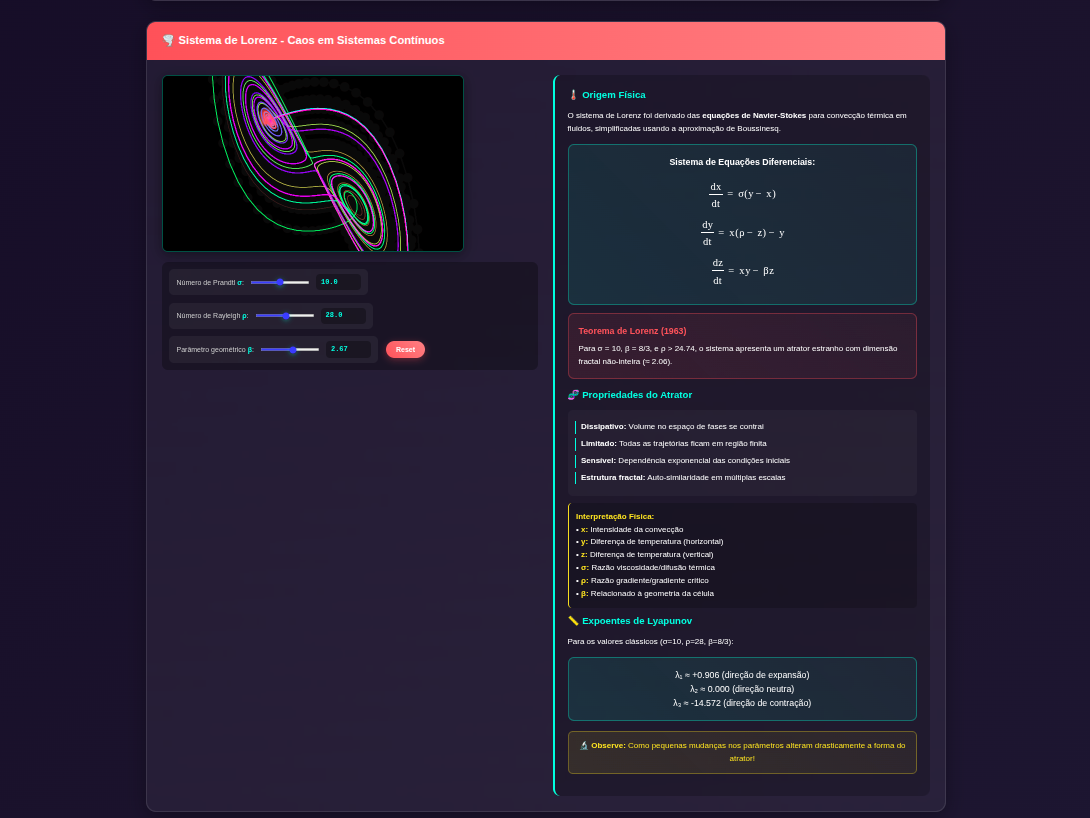 🌪️ Sistema de Lorenz - Caos em Sistemas Contínuos
Número de Prandtl σ: 10.0
Número de Rayleigh ρ: 28.0
Parâmetro geométrico β: 2.67 Reset
🌡️ Origem Física
O sistema de Lorenz foi derivado das equações de Navier-Stokes para convecção térmica em
fluidos, simplificadas usando a aproximação de Boussinesq.
Sistema de Equações Diferenciais:
dx/dt = σ(y − x)
dy/dt = x(ρ − z) − y
dz/dt = xy − βz
Teorema de Lorenz (1963)
Para σ = 10, β = 8/3, e ρ > 24.74, o sistema apresenta um atrator estranho com dimensão
fractal não-inteira (≈ 2.06).
🧬 Propriedades do Atrator
Dissipativo: Volume no espaço de fases se contrai
Limitado: Todas as trajetórias ficam em região finita
Sensível: Dependência exponencial das condições iniciais
Estrutura fractal: Auto-similaridade em múltiplas escalas
Interpretação Física:
• x: Intensidade da convecção
• y: Diferença de temperatura (horizontal)
• z: Diferença de temperatura (vertical)
• σ: Razão viscosidade/difusão térmica
• ρ: Razão gradiente/gradiente crítico
• β: Relacionado à geometria da célula
📏 Expoentes de Lyapunov
Para os valores clássicos (σ=10, ρ=28, β=8/3):
λ₁ ≈ +0.906 (direção de expansão)
λ₂ ≈ 0.000 (direção neutra)
λ₃ ≈ -14.572 (direção de contração)
🔬 Observe: Como pequenas mudanças nos parâmetros alteram drasticamente a forma do
atrator!